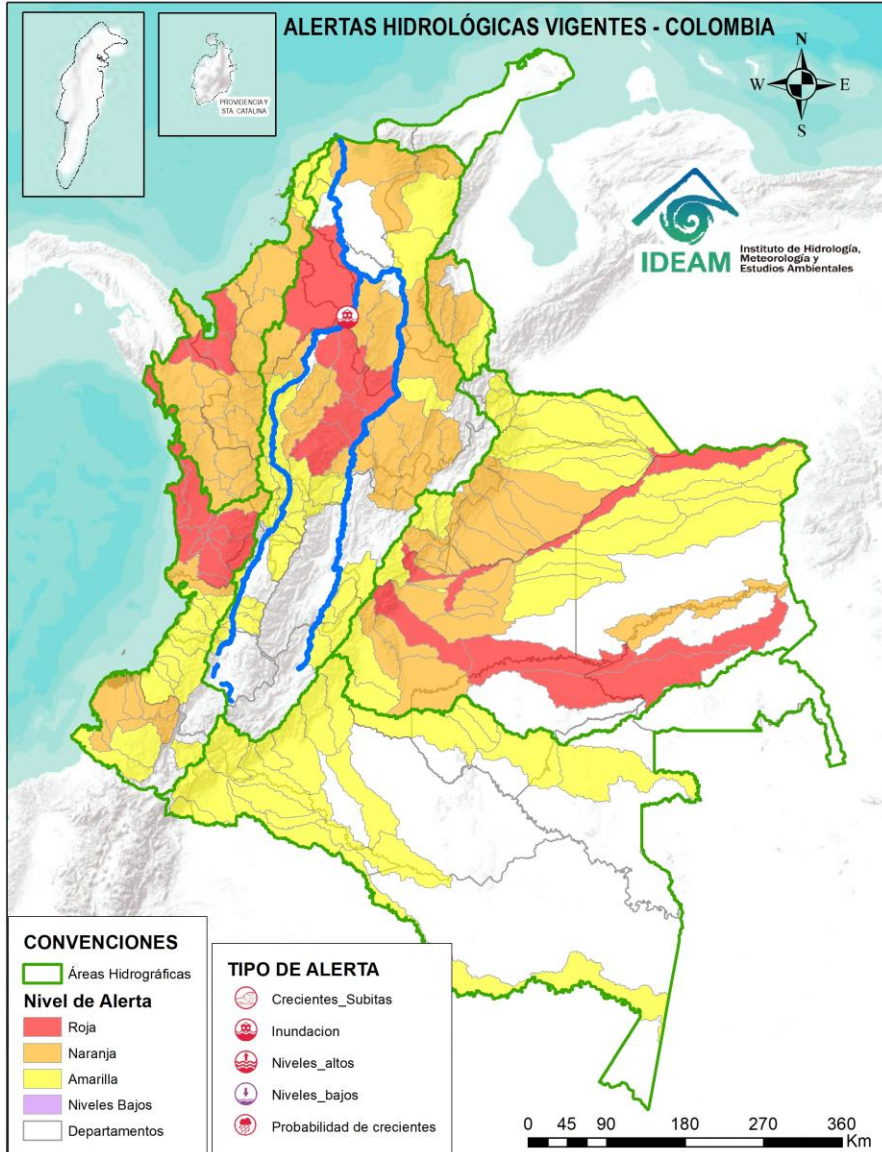 ALERTAS HIDROLÓGICAS VIGENTES - COLOMBIA
PROVIDENCIA Y
STA. CATALINA
N
W
E
S
IDEAM
Instituto de Hidrología,
Meteorología y
Estudios Ambientales
CONVENCIONES
Áreas Hidrográficas
Nivel de Alerta
Roja
Naranja
Amarilla
Niveles Bajos
Departamentos
TIPO DE ALERTA
Crecientes_Subitas
Inundacion
Niveles_altos
Niveles_bajos
Probabilidad de crecientes
0 45 90 180 270 360
Km